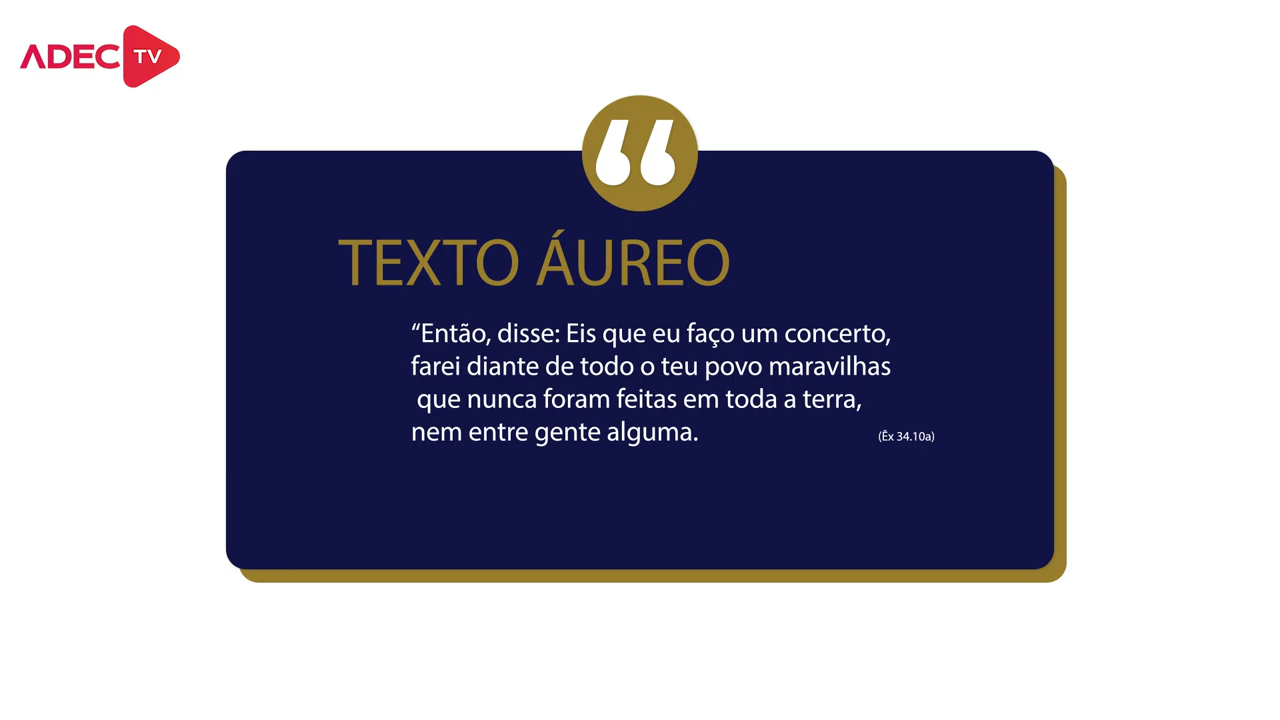 ADEC TV
TEXTO ÁUREO
“Então, disse: Eis que eu faço um concerto,
farei diante de todo o teu povo maravilhas
que nunca foram feitas em toda a terra,
nem entre gente alguma.
(Êx 34.10a)